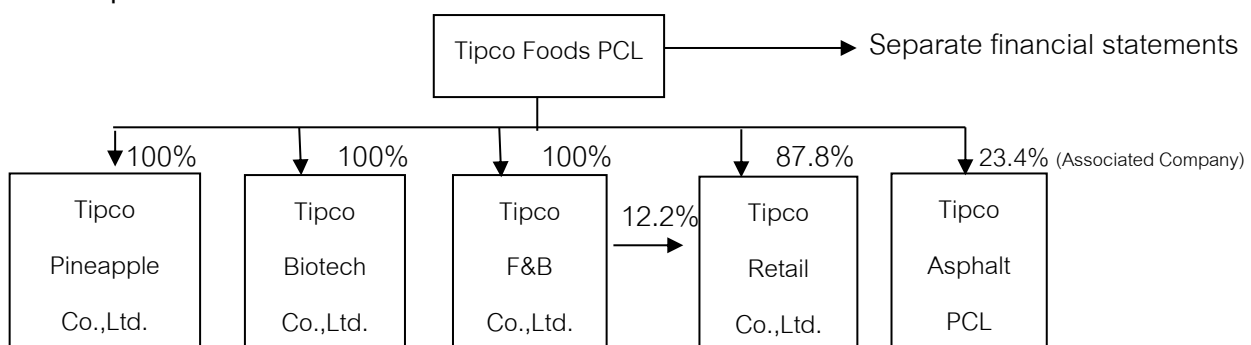 Tipco Foods PCL
Separate financial statements
100%
100%
100%
87.8%
23.4% (Associated Company)
Tipco
Pineapple
Co.,Ltd.
Tipco
Biotech
Co.,Ltd.
Tipco
F&B
Co.,Ltd.
12.2%
Tipco
Retail
Co.,Ltd.
Tipco
Asphalt
PCL